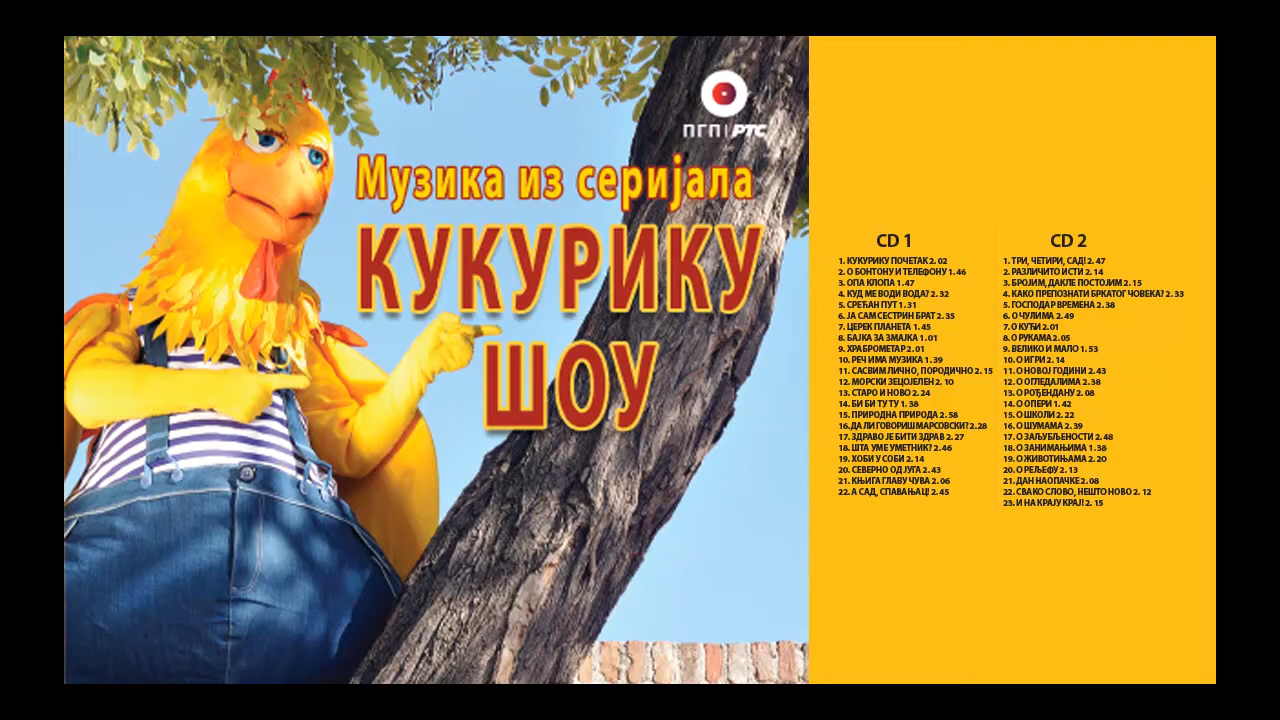 ПГП РТС
Музика из серијала
КУКУРИКУ
ШОУ
CD 1
1. КУКУРИКУ ПОЧЕТАК 2. 02
2. О БОНТОНУ И ТЕЛЕФОНУ 1. 46
3. ОПА КЛОПА 1. 47
4. КУД МЕ ВОДИ ВОДА? 2. 32
5. СРЕЋАН ПУТ 1. 31
6. ЈА САМ СЕСТРИН БРАТ 2. 35
7. ЦЕРЕК ПЛАНЕТА 1. 45
8. БАЈКА ЗА ЗМАЈКА 1. 01
9. ХРАБРОМЕТАР 2. 01
10. РЕЧ ИМА МУЗИКА 1. 39
11. САСВИМ ЛИЧНО, ПОРОДИЧНО 2. 15
12. МОРСКИ ЗЕЦОЈЕЛЕН 2. 10
13. СТАРО И НОВО 2. 24
14. БИ БИ ТУ ТУ 1. 38
15. ПРИРОДНА ПРИРОДА 2. 58
16. ДА ЛИ ГОВОРИШ МАРСОВСКИ? 2. 28
17. ЗДРАВО ЈЕ БИТИ ЗДРАВ 2. 27
18. ШТА УМЕ УМЕТНИК? 2. 46
19. ХОБИ У СОБИ 2. 14
20. СЕВЕРНО ОД ЈУГА 2. 43
21. КЊИГА ГЛАВУ ЧУВА 2. 06
22. А САД, СПАВАЊАЦ! 2. 45
CD 2
1. ТРИ, ЧЕТИРИ, САД! 2. 47
2. РАЗЛИЧИТО ИСТИ 2. 14
3. БРОЈИМ, ДАКЛЕ ПОСТОЈИМ 2. 15
4. КАКО ПРЕПОЗНАТИ БРКАТОГ ЧОВЕКА? 2. 33
5. ГОСПОДАР ВРЕМЕНА 2. 38
6. О ЧУЛИМА 2. 49
7. О КУЋИ 2. 01
8. О РУКАМА 2. 05
9. ВЕЛИКО И МАЛО 1. 53
10. О ИГРИ 2. 14
11. О НОВОЈ ГОДИНИ 2. 43
12. О ОГЛЕДАЛИМА 2. 38
13. О РОЂЕНДАНУ 2. 08
14. О ОПЕРИ 1. 42
15. О ШКОЛИ 2. 22
16. О ШУМАМА 2. 39
17. О ЗАЉУБЉЕНОСТИ 2. 48
18. О ЗАНИМАЊИМА 1. 38
19. О ЖИВОТИЊАМА 2. 20
20. О РЕЉЕФУ 2. 13
21. ДАН НАОПАЧКЕ 2. 08
22. СВАКО СЛОВО, НЕШТО НОВО 2. 12
23. И НА КРАЈУ КРАЈ! 2. 15